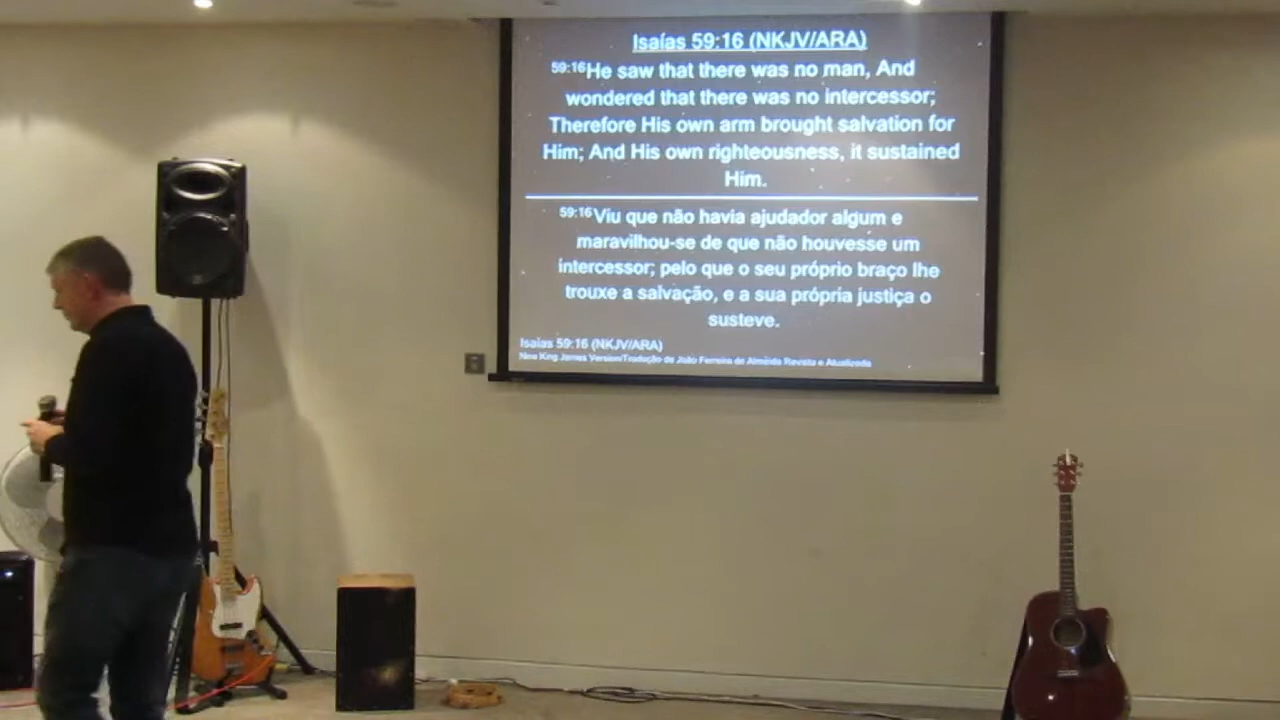 Isaías 59:16 (NKJV/ARA)
59:16He saw that there was no man, And
wondered that there was no intercessor;
Therefore His own arm brought salvation for
Him; And His own righteousness, it sustained
Him.
59:16Viu que não havia ajudador algum e
maravilhou-se de que não houvesse um
intercessor; pelo que o seu próprio braço lhe
trouxe a salvação, e a sua própria justiça o
susteve.
Isaías 59:16 (NKJV/ARA)
New King James Version/Tradução de João Ferreira de Almeida Revista e Atualizada